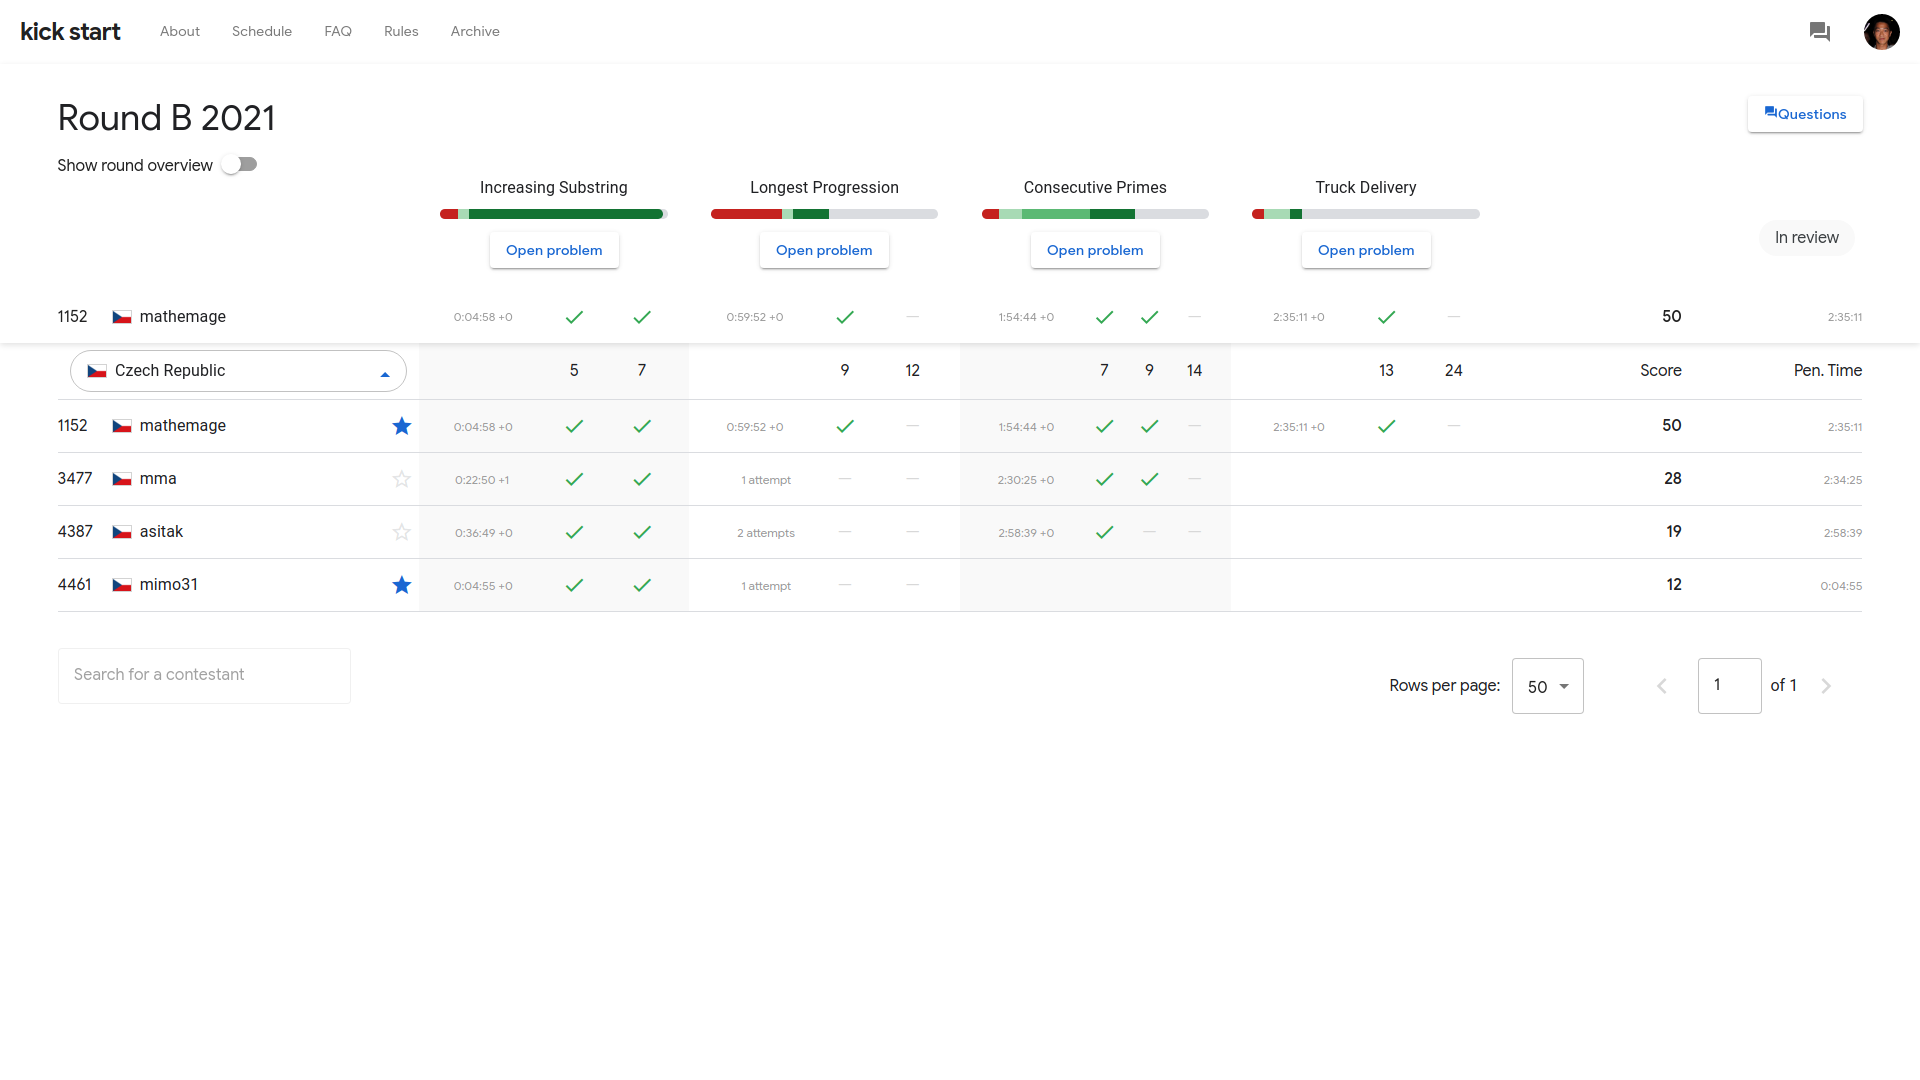 kick start About Schedule FAQ Rules Archive
Round B 2021
Questions
Show round overview
Increasing Substring Longest Progression Consecutive Primes Truck Delivery
Open problem Open problem Open problem Open problem
In review
1152 mathemage 0:04:58 +0 0:59:52 +0 — 1:54:44 +0 — 2:35:11 +0 — 50 2:35:11
Czech Republic 5 7 9 12 7 9 14 13 24 Score Pen. Time
1152 mathemage 0:04:58 +0 0:59:52 +0 — 1:54:44 +0 — 2:35:11 +0 — 50 2:35:11
3477 mma 0:22:50 +1 1 attempt — — 2:30:25 +0 — 28 2:34:25
4387 asitak 0:36:49 +0 2 attempts — — 2:58:39 +0 — — 19 2:58:39
4461 mimo31 0:04:55 +0 1 attempt — — 12 0:04:55
Search for a contestant
Rows per page: 50 1 of 1